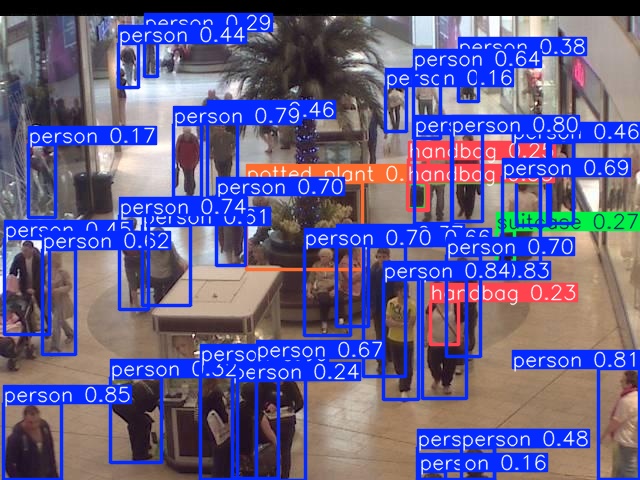 person 0.29
person 0.44
person 0.38
person 0.64
person 0.16
person 0.79
.46
person 0.80
person 0.46
person 0.17
handbag 0.25
person 0.69
potted plant 0.
handbag
person 0.70
person 0.74
person 0.61
suitcase 0.27
person 0.45
person 0.62
person 0.70
person 0.70
person 0.84
0.83
handbag 0.23
person 0.67
person 0.32
person 0.24
person 0.81
person 0.85
person 0.48
person 0.16